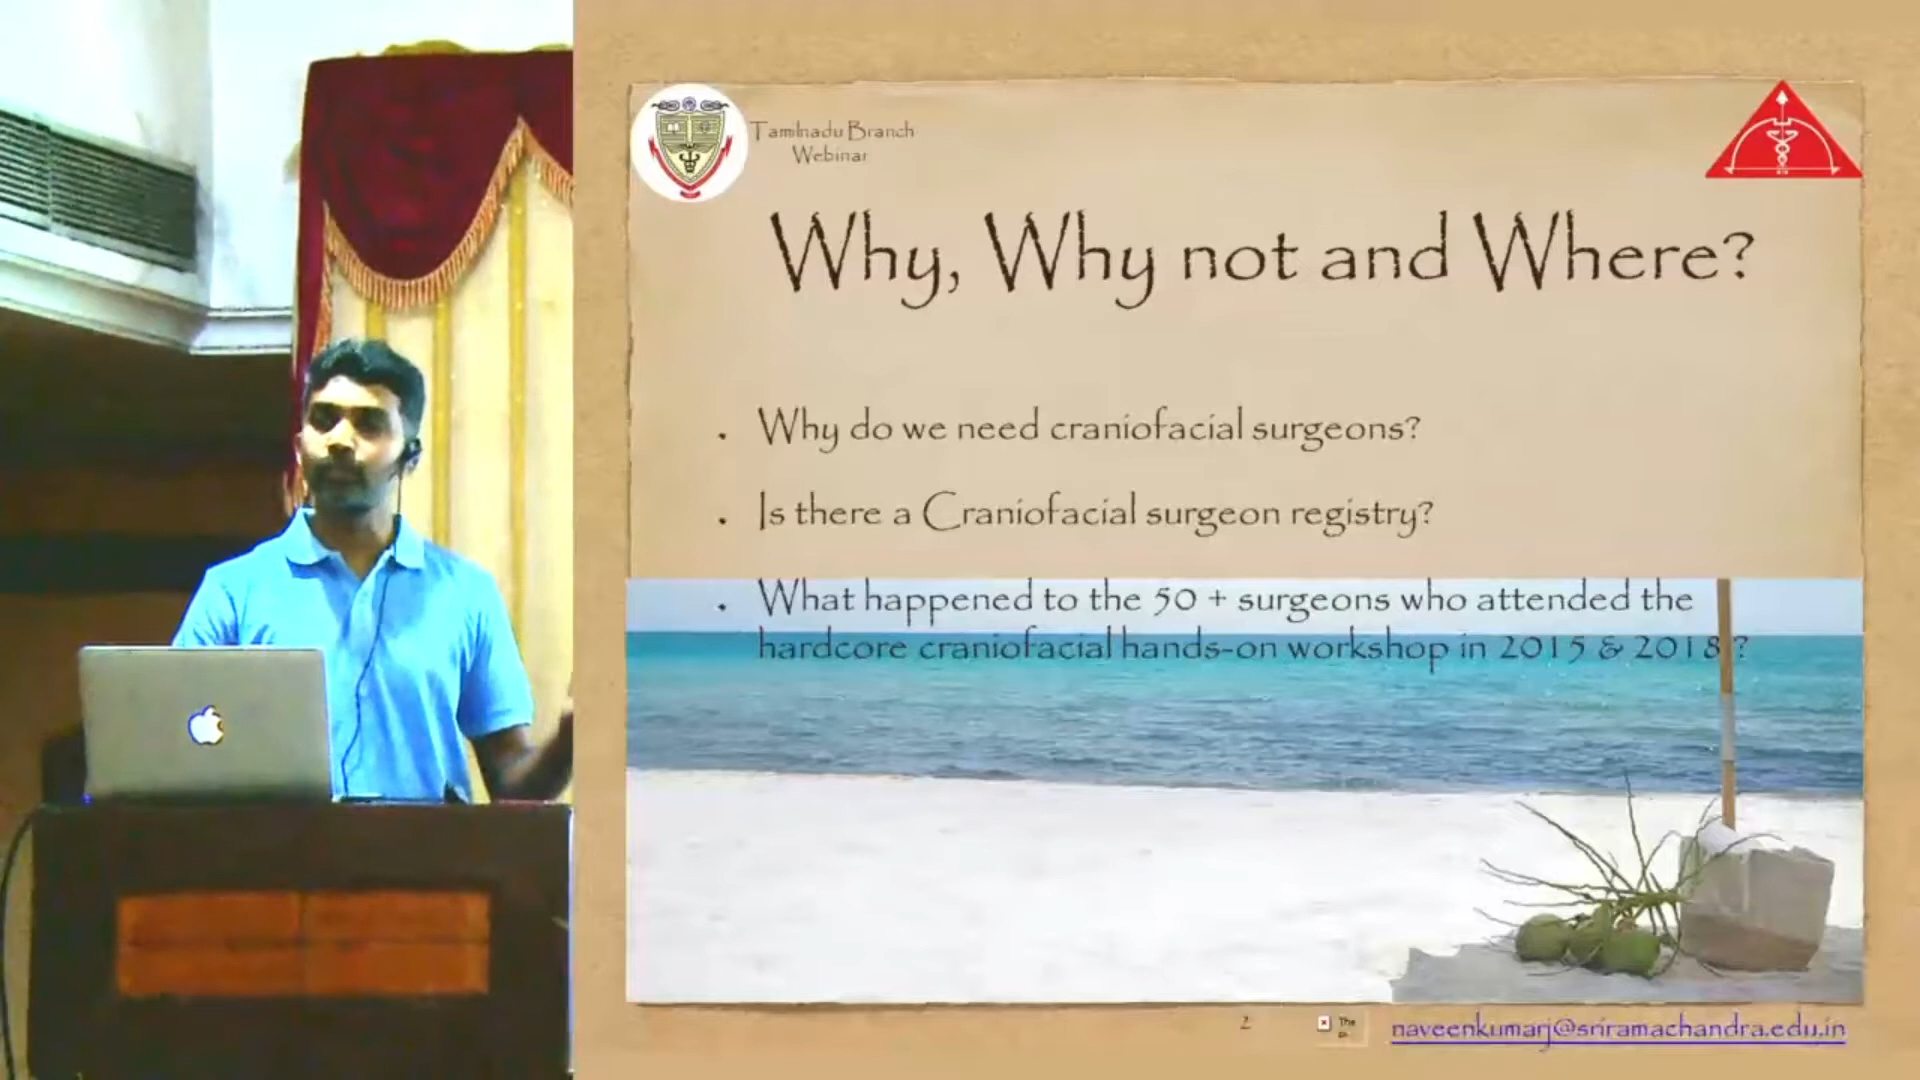 Tamilnadu Branch
Webinar
Why, Why not and Where?
. Why do we need craniofacial surgeons?
. Is there a Craniofacial surgeon registry?
. What happened to the 50 + surgeons who attended the
hardcore craniofacial hands-on workshop in 2015 & 2018 ?
2
The
naveenkumarj@sriramachandra.edu.in